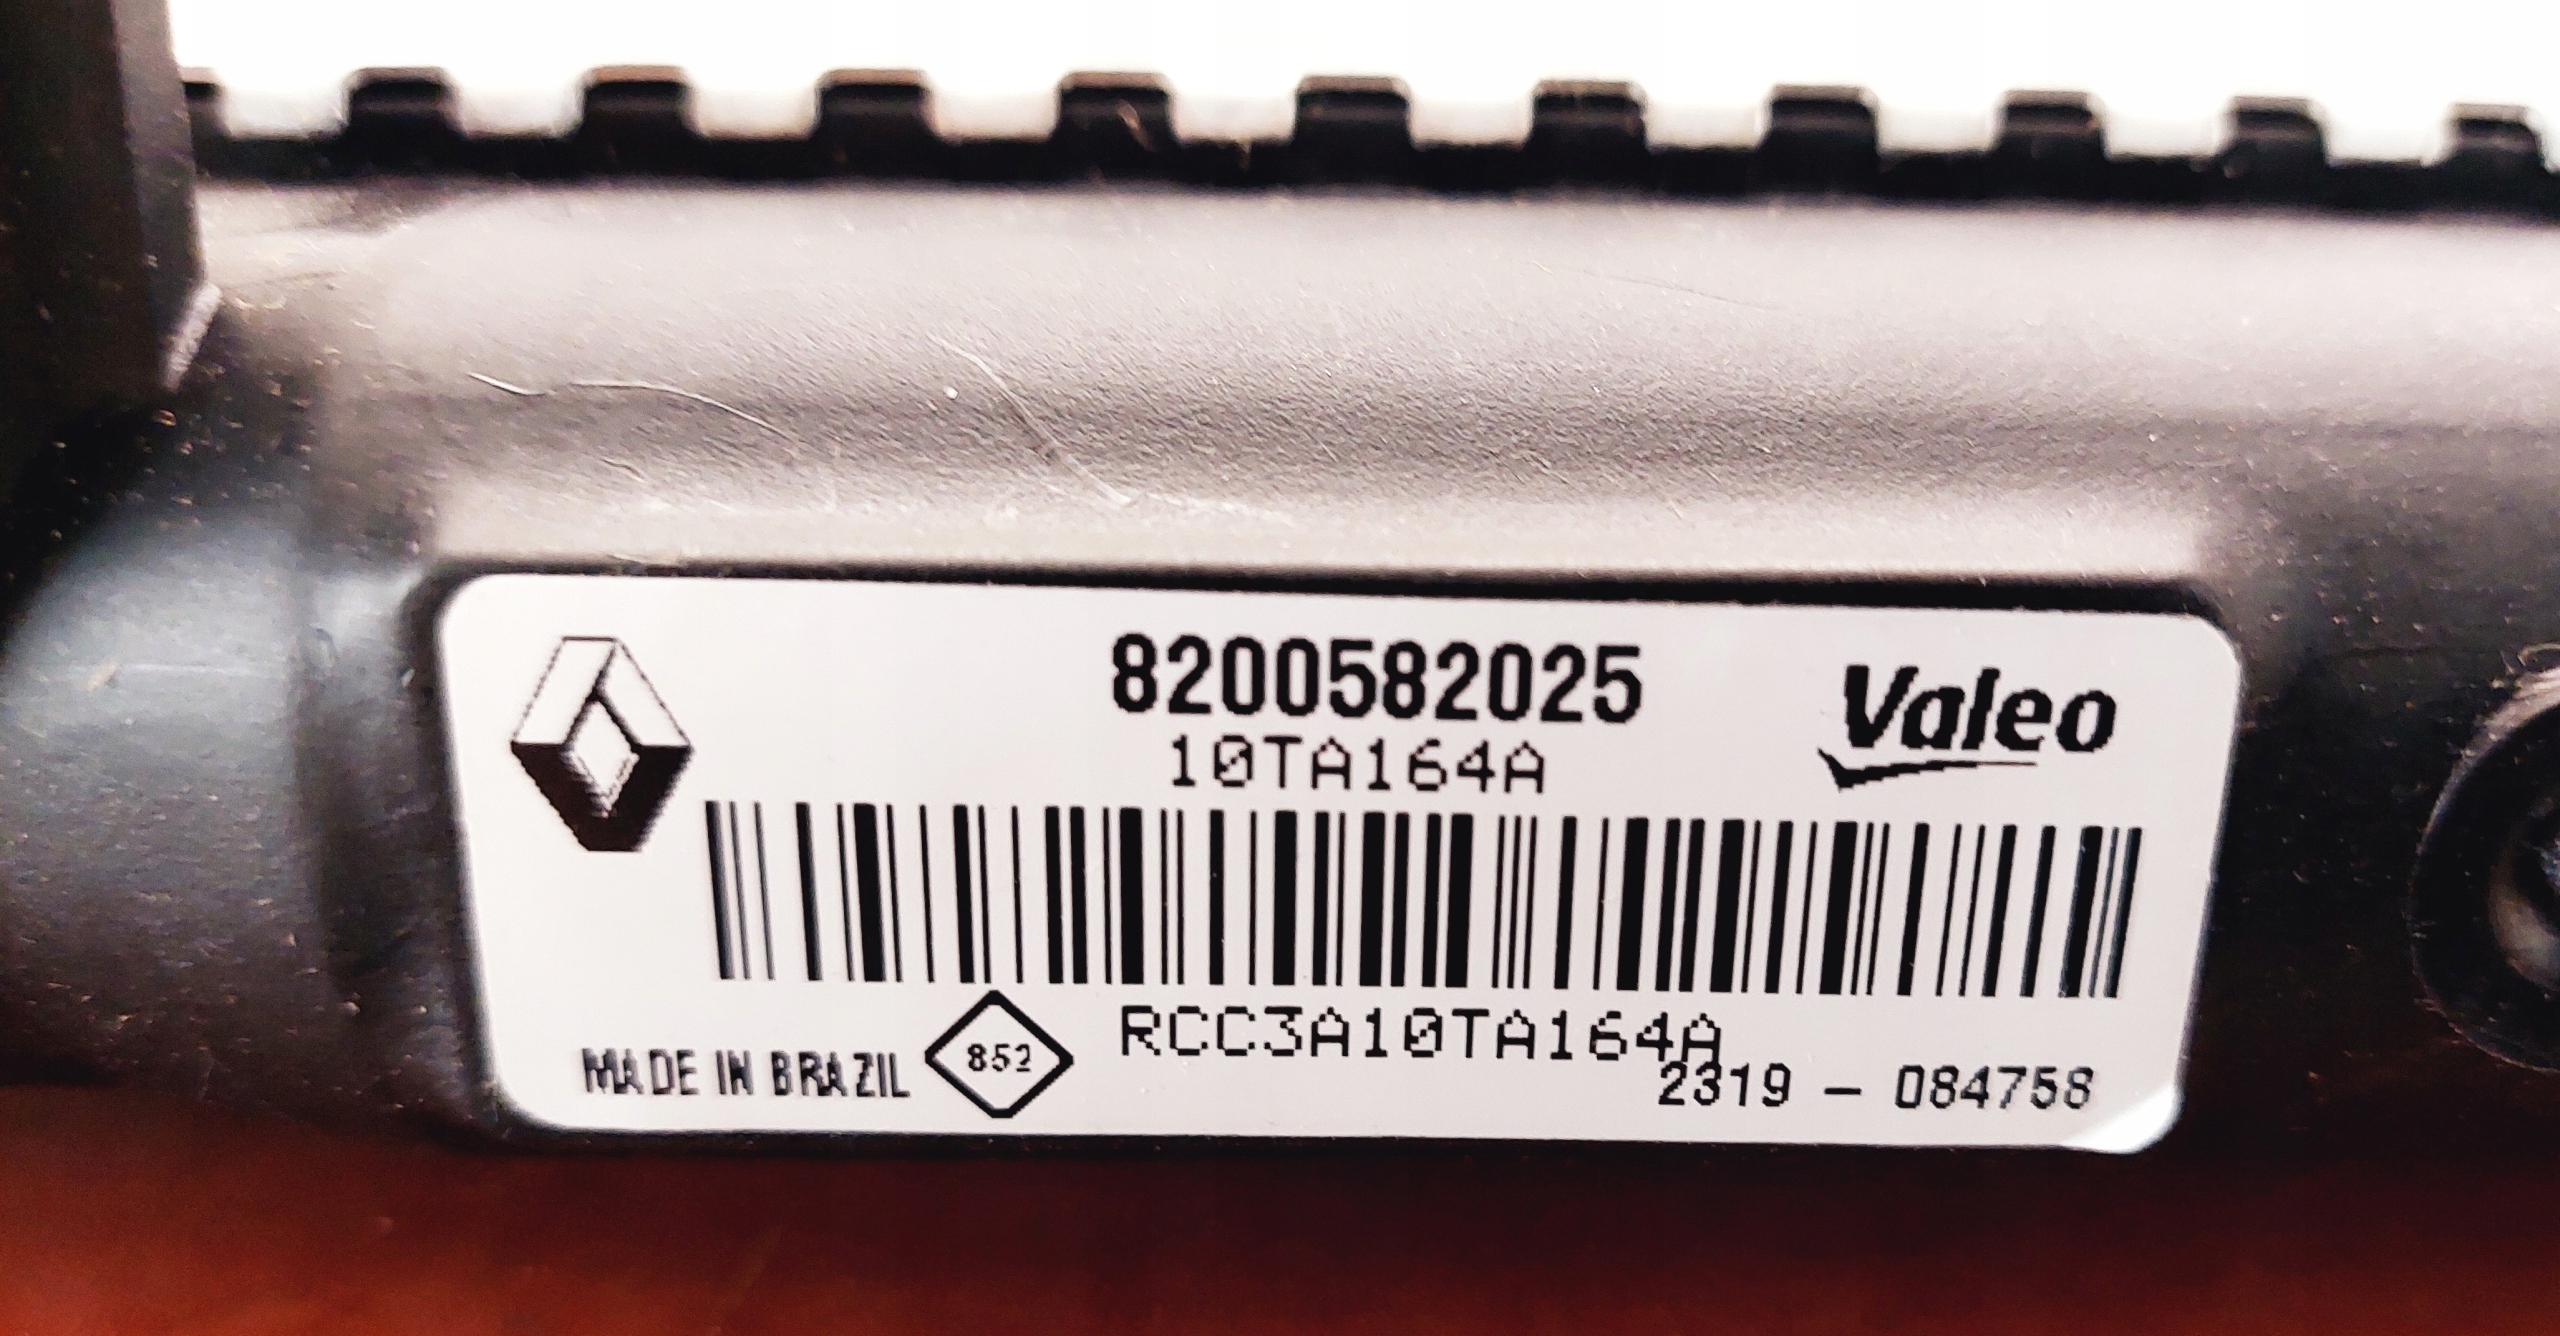 8200582025
Valeo
10TA164A
RCC3A10TA164A
MADE IN BRAZIL 852
2319 - 084758